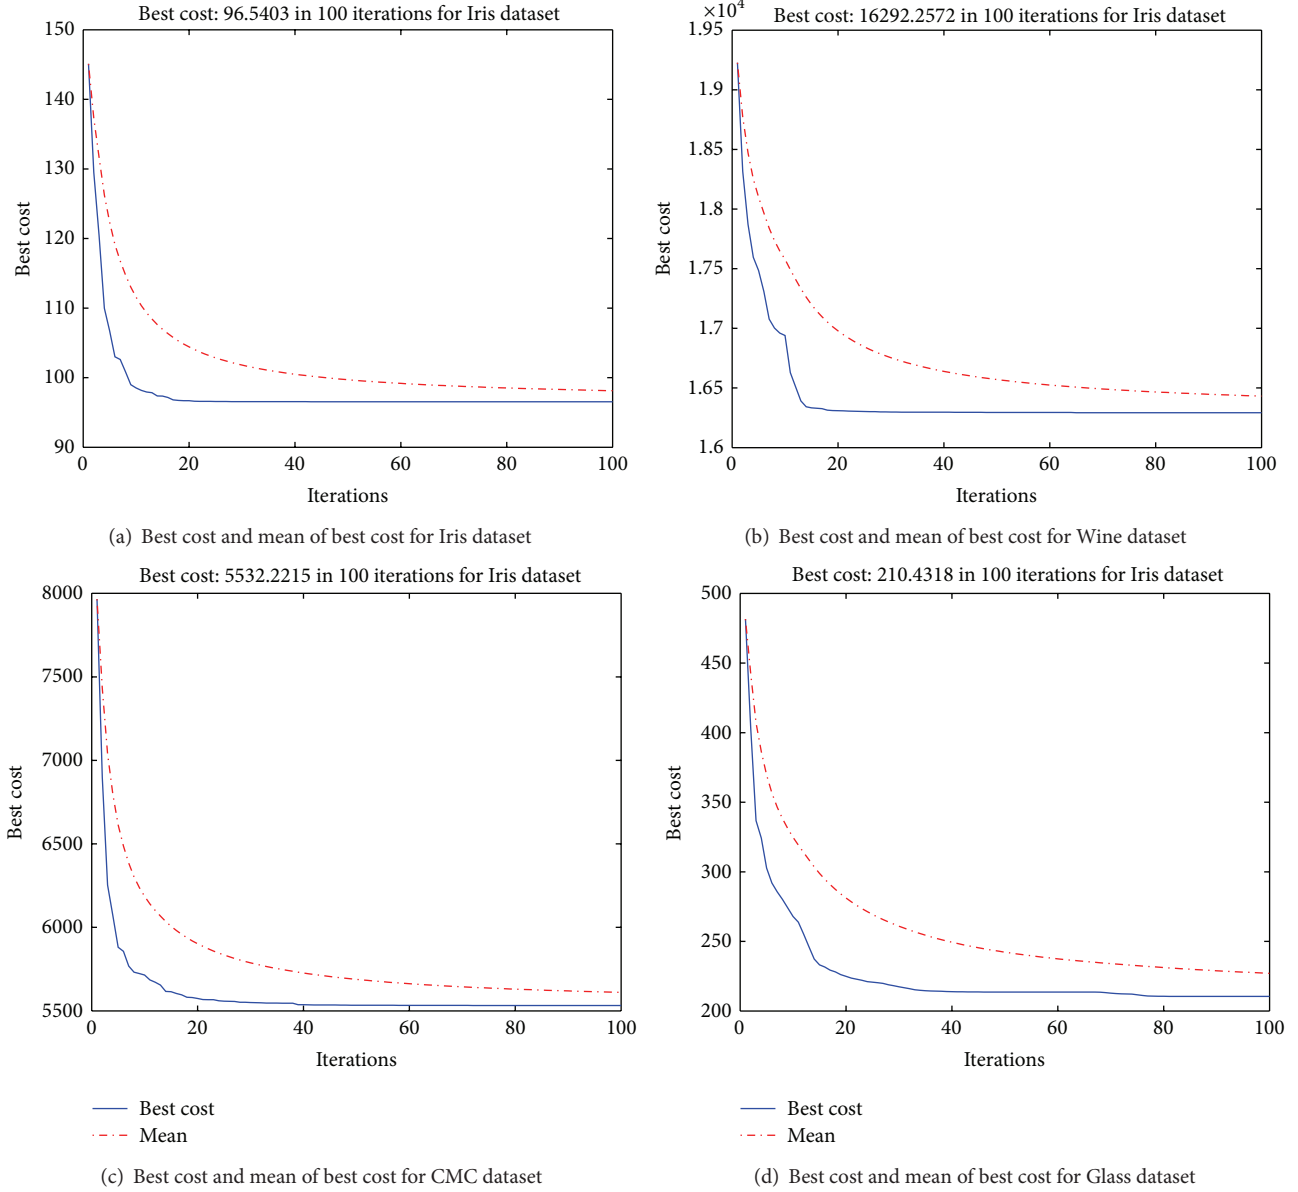 Best cost: 96.5403 in 100 iterations for Iris dataset
150
140
130
120
110
100
90
Best cost
0 20 40 60 80 100
Iterations
(a) Best cost and mean of best cost for Iris dataset
Best cost: 16292.2572 in 100 iterations for Iris dataset
×10⁴
1.95
1.9
1.85
1.8
1.75
1.7
1.65
1.6
Best cost
0 20 40 60 80 100
Iterations
(b) Best cost and mean of best cost for Wine dataset
Best cost: 5532.2215 in 100 iterations for Iris dataset
8000
7500
7000
6500
6000
5500
Best cost
0 20 40 60 80 100
Iterations
Best cost
Mean
(c) Best cost and mean of best cost for CMC dataset
Best cost: 210.4318 in 100 iterations for Iris dataset
500
450
400
350
300
250
200
Best cost
0 20 40 60 80 100
Iterations
Best cost
Mean
(d) Best cost and mean of best cost for Glass dataset